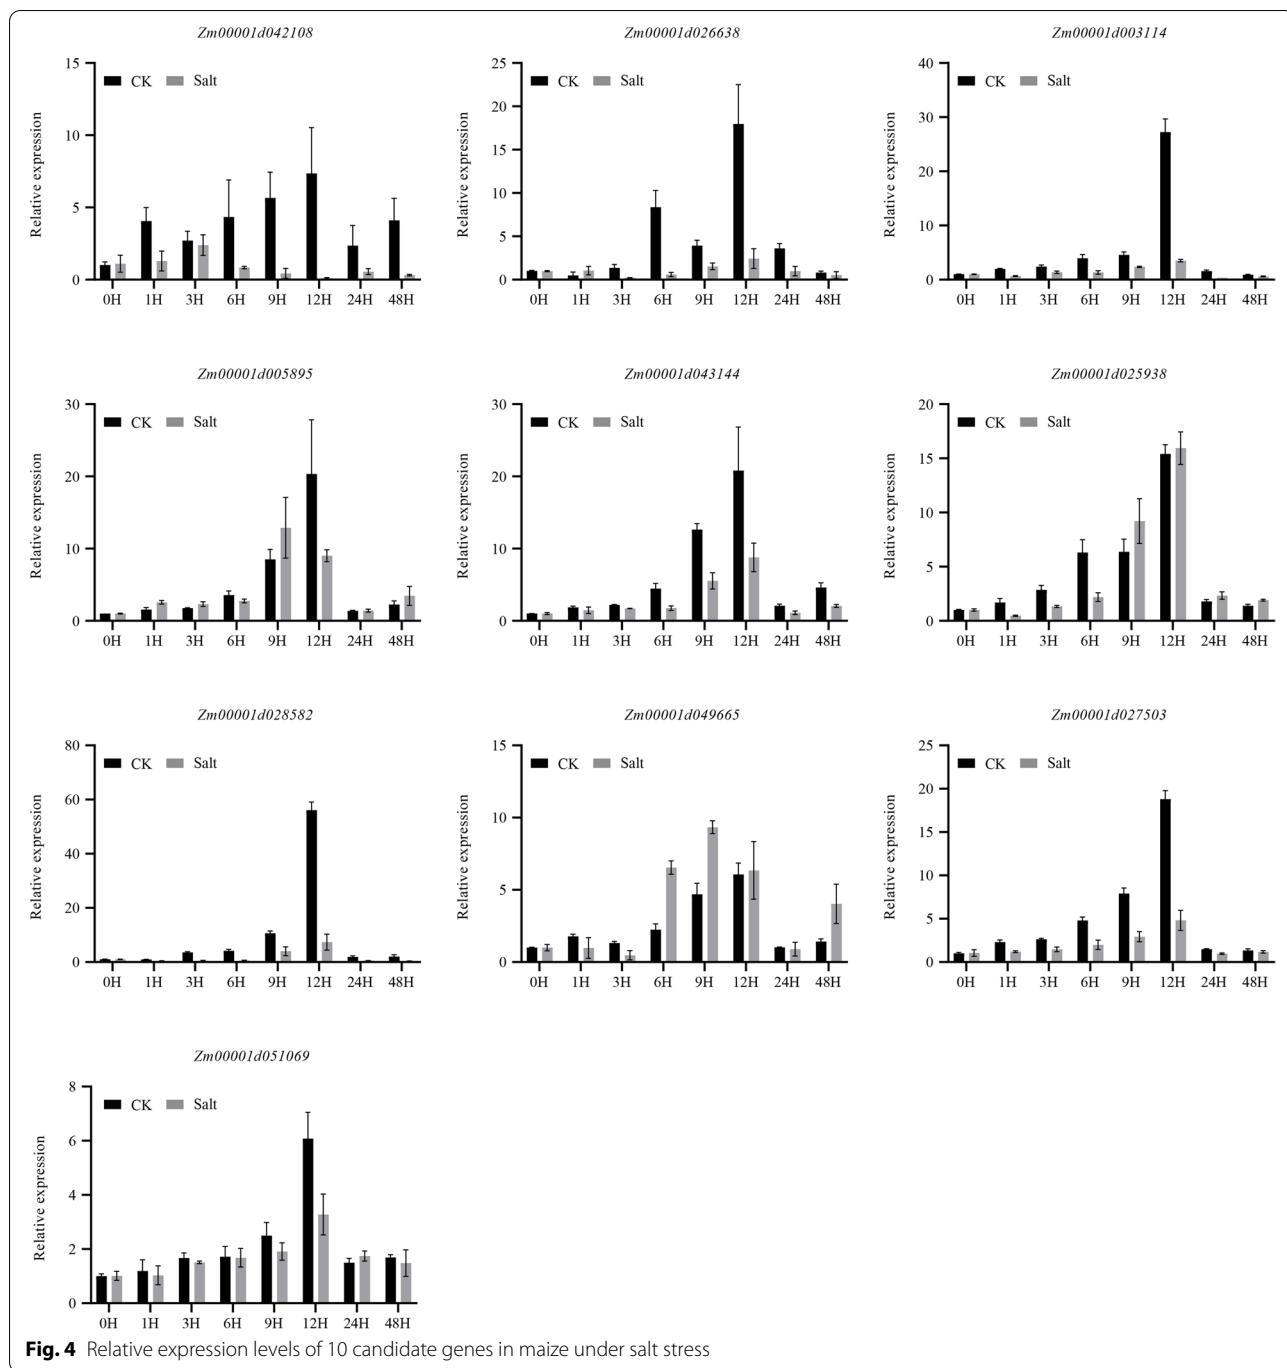 Zm00001d042108
15
10
5
0
Relative expression
CK Salt
0H 1H 3H 6H 9H 12H 24H 48H
Zm00001d026638
25
20
15
10
5
0
Relative expression
CK Salt
0H 1H 3H 6H 9H 12H 24H 48H
Zm00001d003114
40
30
20
10
0
Relative expression
CK Salt
0H 1H 3H 6H 9H 12H 24H 48H
Zm00001d005895
30
20
10
0
Relative expression
CK Salt
0H 1H 3H 6H 9H 12H 24H 48H
Zm00001d043144
30
20
10
0
Relative expression
CK Salt
0H 1H 3H 6H 9H 12H 24H 48H
Zm00001d025938
20
15
10
5
0
Relative expression
CK Salt
0H 1H 3H 6H 9H 12H 24H 48H
Zm00001d028582
80
60
40
20
0
Relative expression
CK Salt
0H 1H 3H 6H 9H 12H 24H 48H
Zm00001d049665
15
10
5
0
Relative expression
CK Salt
0H 1H 3H 6H 9H 12H 24H 48H
Zm00001d027503
25
20
15
10
5
0
Relative expression
CK Salt
0H 1H 3H 6H 9H 12H 24H 48H
Zm00001d051069
8
6
4
2
0
Relative expression
CK Salt
0H 1H 3H 6H 9H 12H 24H 48H
Fig. 4 Relative expression levels of 10 candidate genes in maize under salt stress